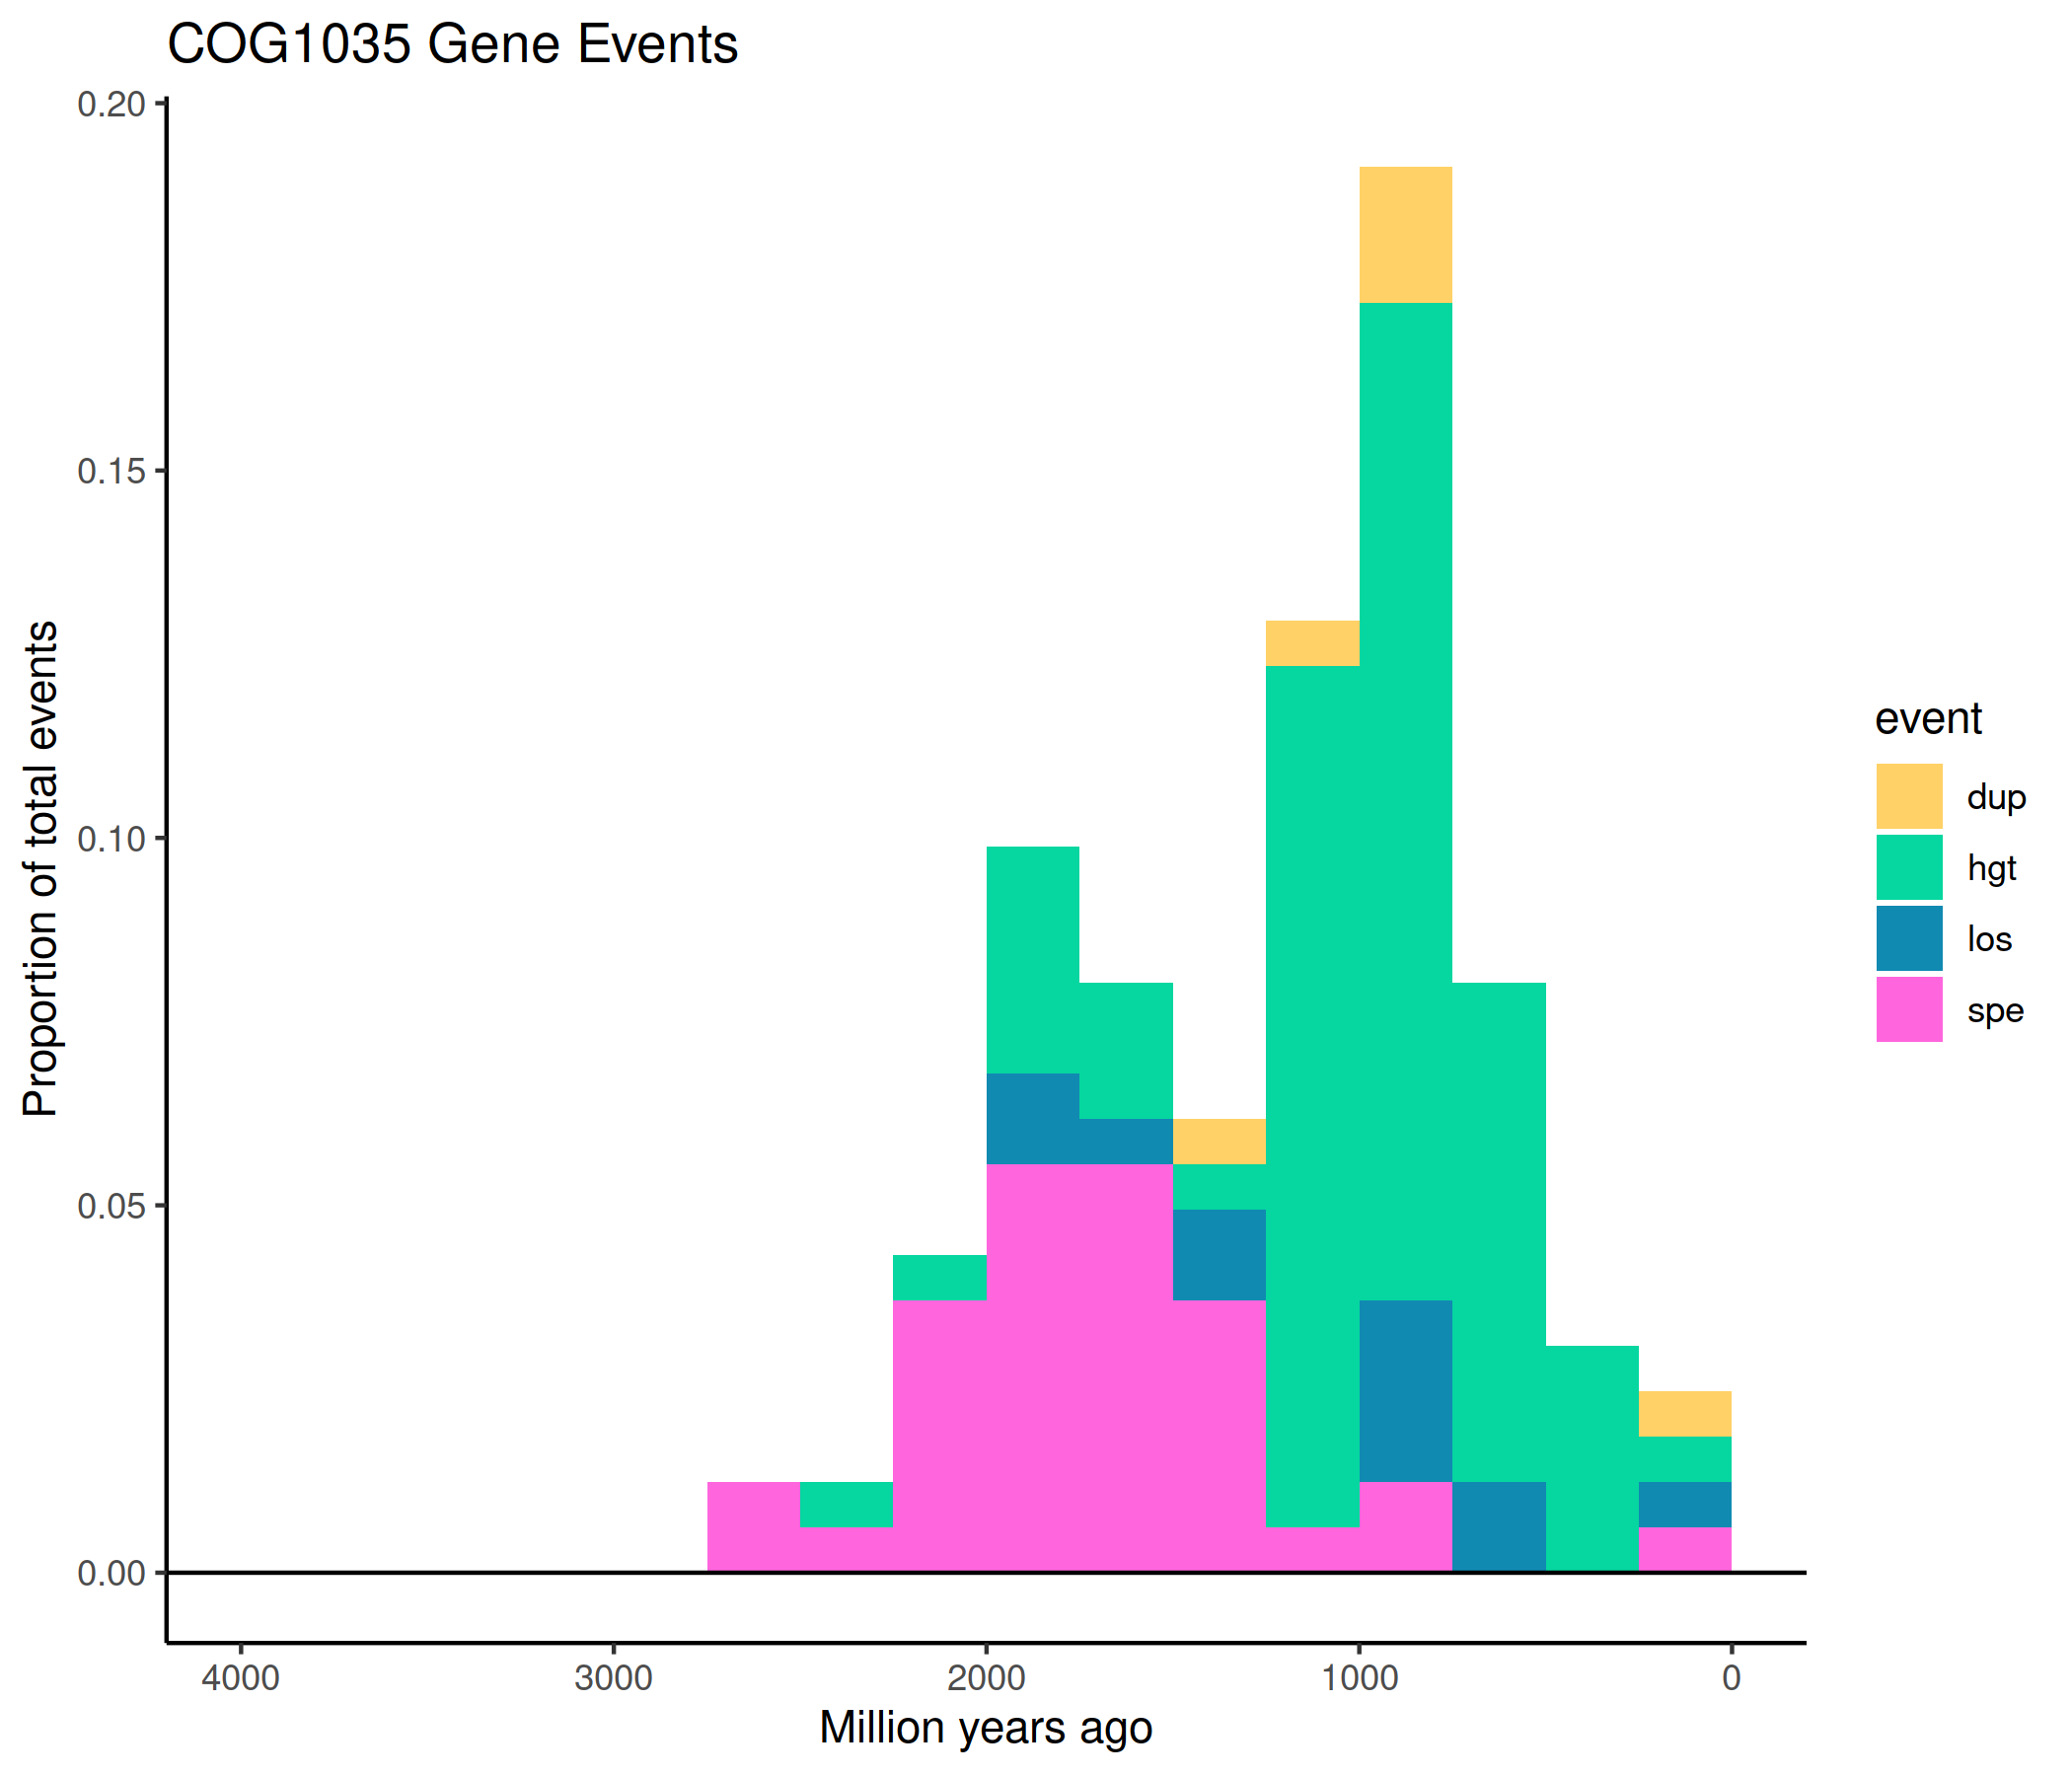 COG1035 Gene Events
Proportion of total events
0.20
0.15
0.10
0.05
0.00
4000 3000 2000 1000 0
Million years ago
event
dup
hgt
los
spe